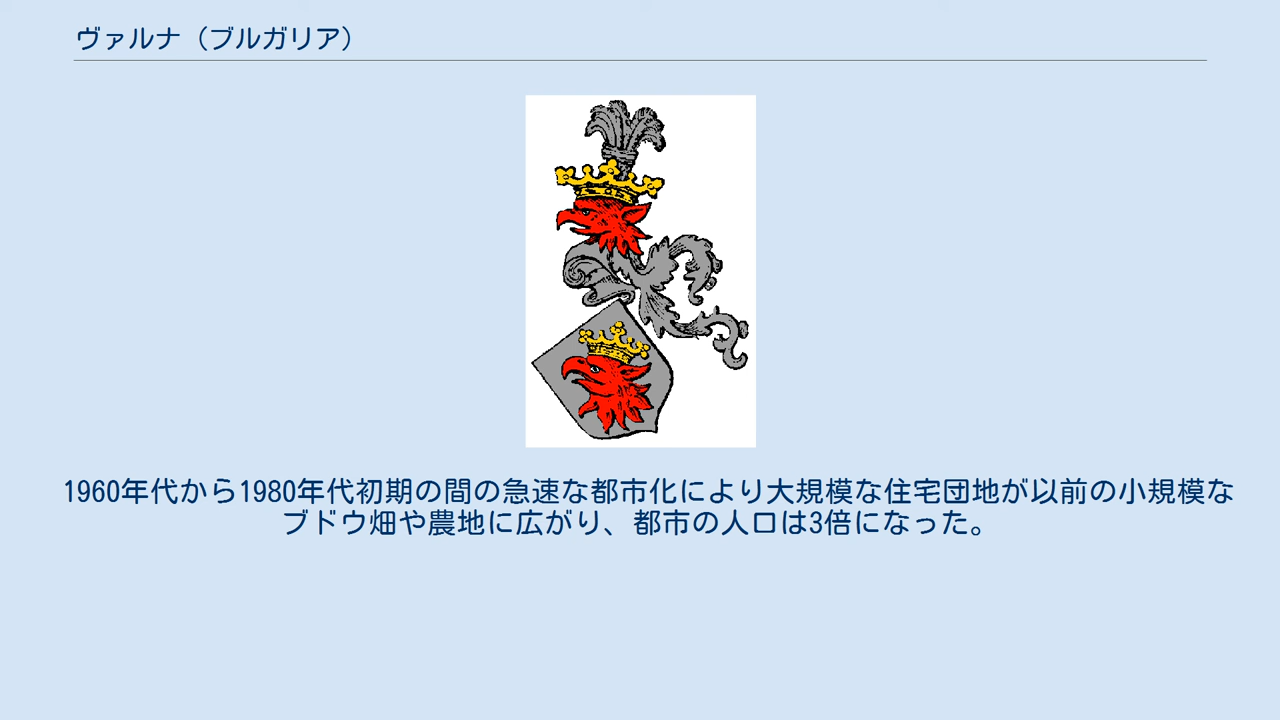 ヴァルナ（ブルガリア）
1960年代から1980年代初期の間の急速な都市化により大規模な住宅団地が以前の小規模な
ブドウ畑や農地に広がり、都市の人口は3倍になった。